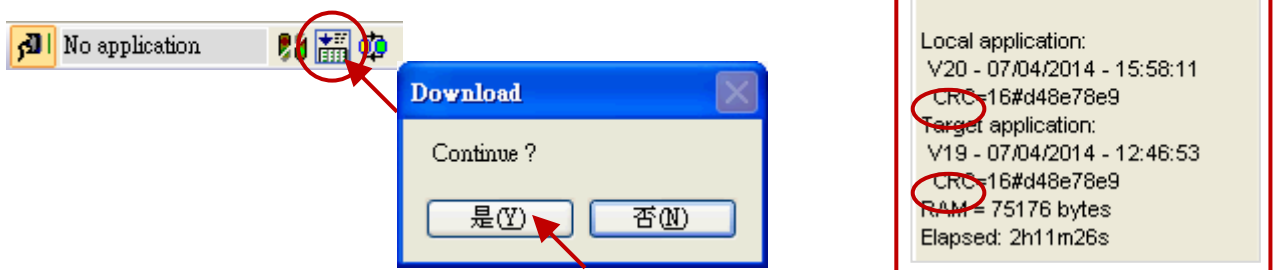 No application
Download
Continue ?
是(Y)
否(N)
Local application:
V20 - 07/04/2014 - 15:58:11
CRC=16#d48e78e9
Target application:
V19 - 07/04/2014 - 12:46:53
CRC=16#d48e78e9
RAM = 75176 bytes
Elapsed: 2h11m26s